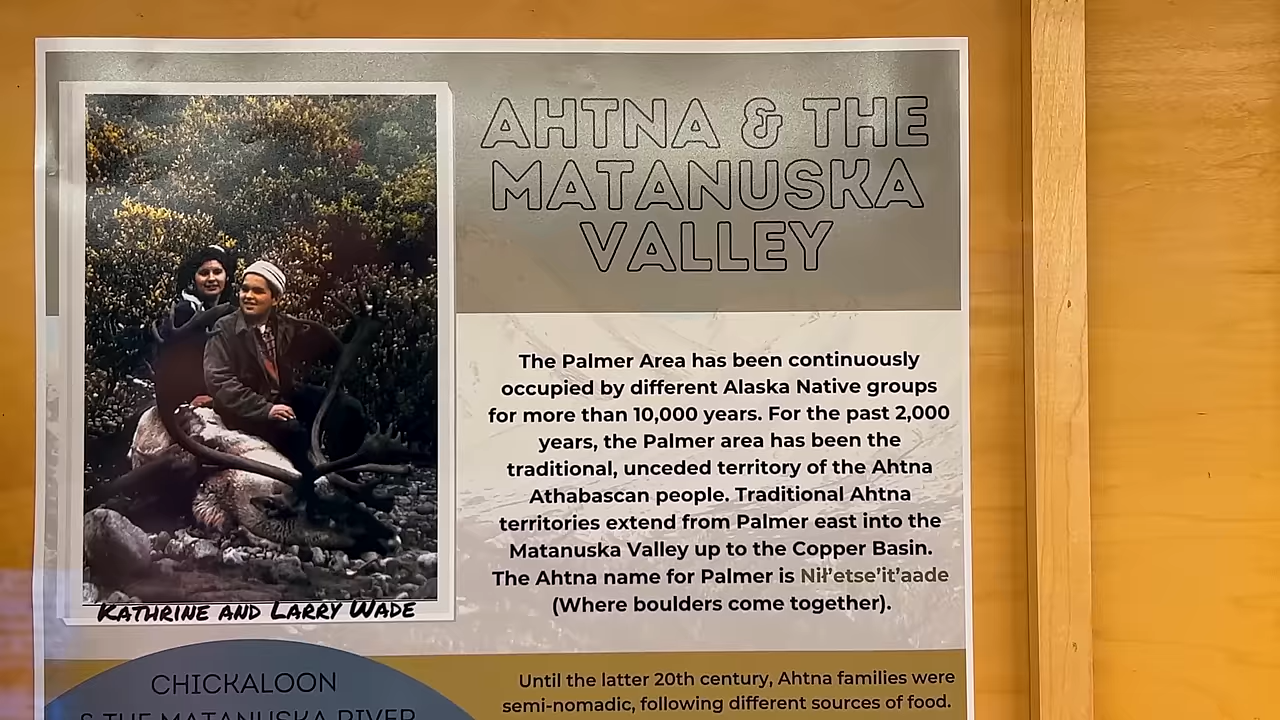 AHTNA & THE
MATANUSKA
VALLEY
The Palmer Area has been continuously
occupied by different Alaska Native groups
for more than 10,000 years. For the past 2,000
years, the Palmer area has been the
traditional, unceded territory of the Ahtna
Athabascan people. Traditional Ahtna
territories extend from Palmer east into the
Matanuska Valley up to the Copper Basin.
The Ahtna name for Palmer is Nił’etse’it’aade
(Where boulders come together).
KATHRINE AND LARRY WADE
CHICKALOON
& THE MATANUSKA RIVER
Until the latter 20th century, Ahtna families were
semi-nomadic, following different sources of food.